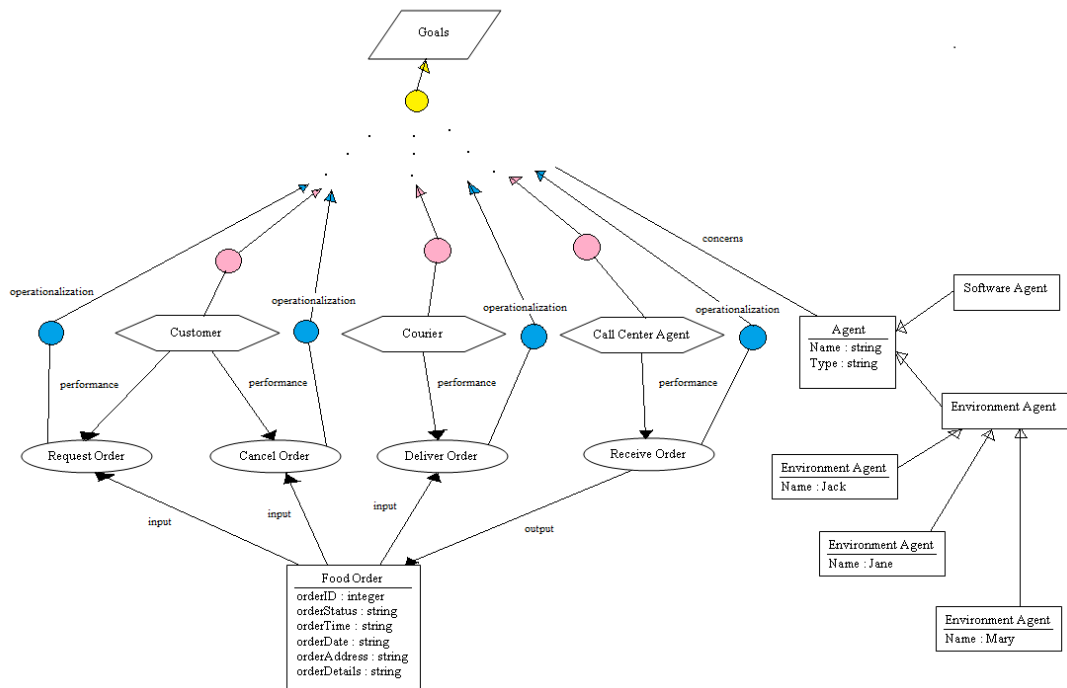 Goals
concerns
operationalization
operationalization
operationalization
operationalization
Software Agent
Customer
Courier
Call Center Agent
Agent
Name : string
Type : string
performance
performance
performance
performance
Environment Agent
Request Order
Cancel Order
Deliver Order
Receive Order
Environment Agent
Name : Jack
input
input
input
output
Environment Agent
Name : Jane
Food Order
orderID : integer
orderStatus : string
orderTime : string
orderDate : string
orderAddress : string
orderDetails : string
Environment Agent
Name : Mary